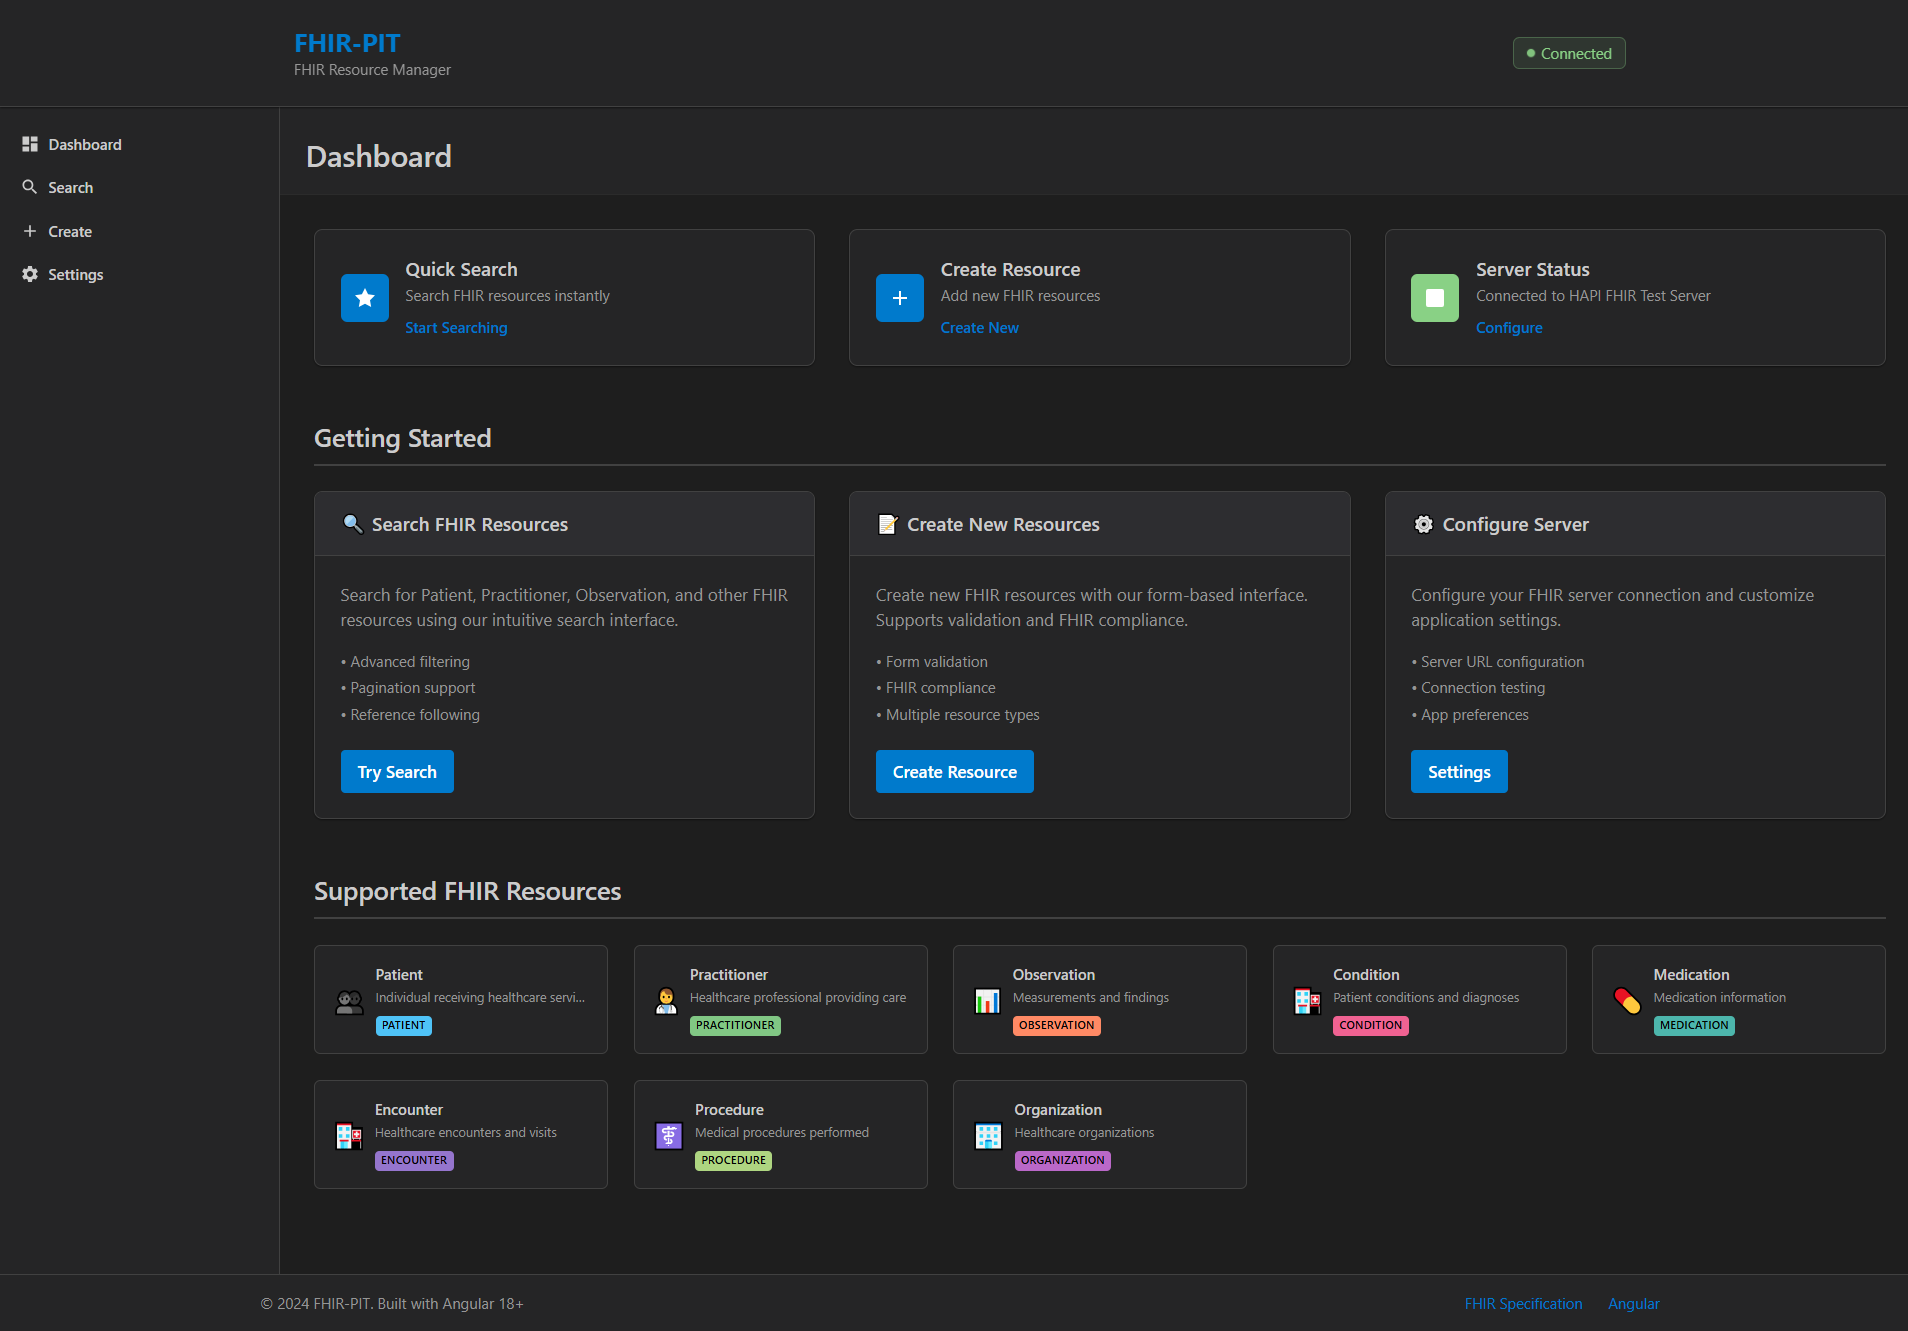 FHIR-PIT
FHIR Resource Manager
Connected
Dashboard
Search
Create
Settings
Dashboard
Quick Search
Search FHIR resources instantly
Start Searching
Create Resource
Add new FHIR resources
Create New
Server Status
Connected to HAPI FHIR Test Server
Configure
Getting Started
Search FHIR Resources
Search for Patient, Practitioner, Observation, and other FHIR
resources using our intuitive search interface.
• Advanced filtering
• Pagination support
• Reference following
Try Search
Create New Resources
Create new FHIR resources with our form-based interface.
Supports validation and FHIR compliance.
• Form validation
• FHIR compliance
• Multiple resource types
Create Resource
Configure Server
Configure your FHIR server connection and customize
application settings.
• Server URL configuration
• Connection testing
• App preferences
Settings
Supported FHIR Resources
Patient
Individual receiving healthcare servi...
PATIENT
Practitioner
Healthcare professional providing care
PRACTITIONER
Observation
Measurements and findings
OBSERVATION
Condition
Patient conditions and diagnoses
CONDITION
Medication
Medication information
MEDICATION
Encounter
Healthcare encounters and visits
ENCOUNTER
Procedure
Medical procedures performed
PROCEDURE
Organization
Healthcare organizations
ORGANIZATION
© 2024 FHIR-PIT. Built with Angular 18+
FHIR Specification
Angular